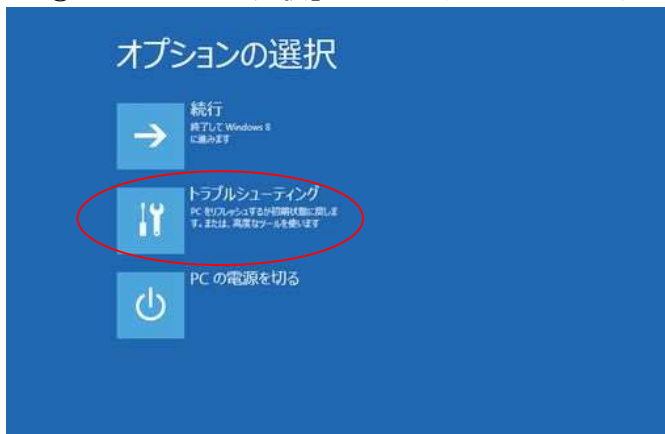 オプションの選択
続行
終了して Windows 8
に進みます
トラブルシューティング
PC をリフレッシュするか初期状態に戻しま
す。または、高度なツールを使います
PC の電源を切る